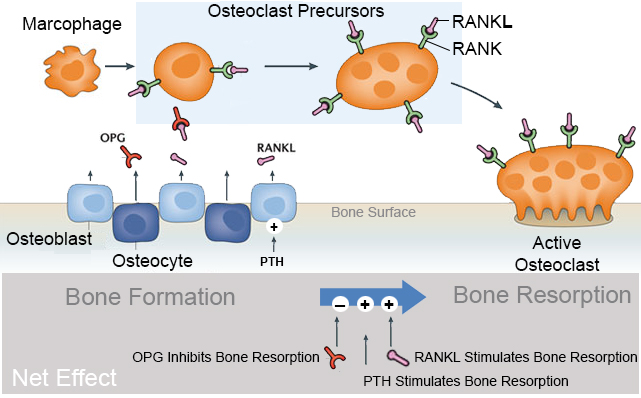 Osteoclast Precursors
Marcophage
RANKL
RANK
OPG
RANKL
Bone Surface
Osteoblast
+
Osteocyte
PTH
Active
Osteoclast
Bone Formation
− + +
Bone Resorption
OPG Inhibits Bone Resorption
RANKL Stimulates Bone Resorption
PTH Stimulates Bone Resorption
Net Effect